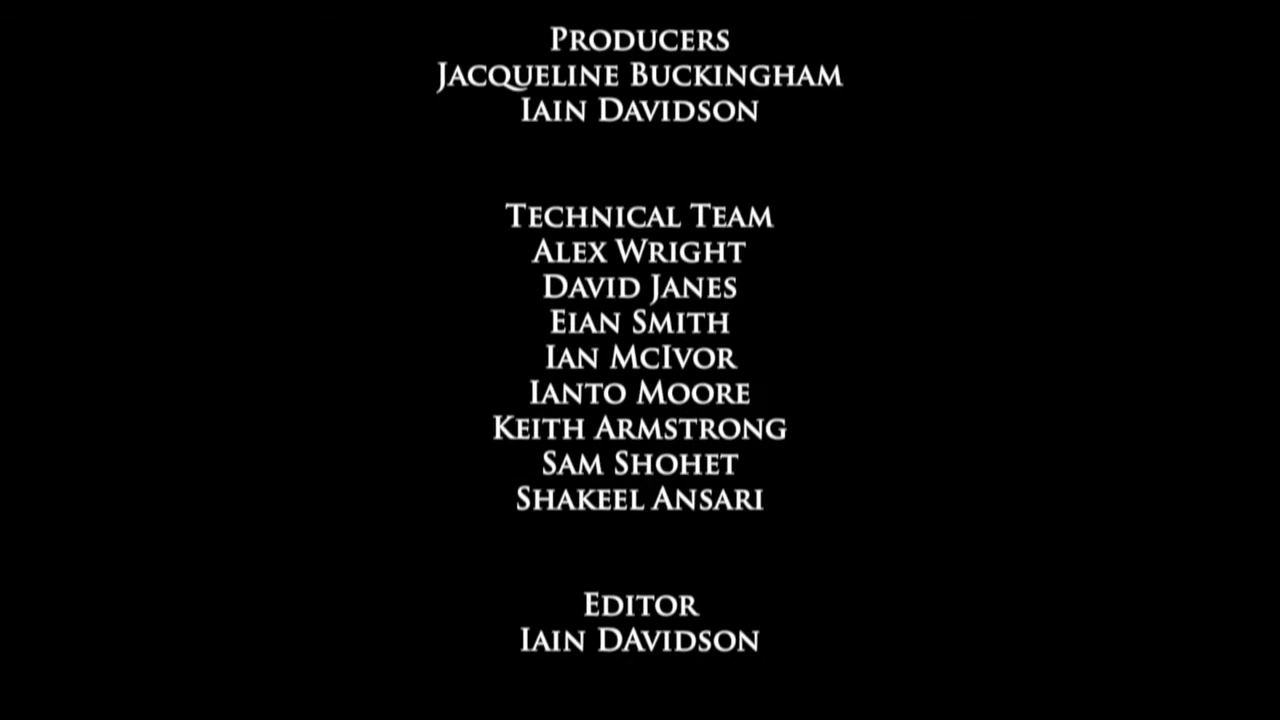 Producers
Jacqueline Buckingham
Iain Davidson
Technical Team
Alex Wright
David Janes
Eian Smith
Ian McIvor
Ianto Moore
Keith Armstrong
Sam Shohet
Shakeel Ansari
Editor
Iain DAvidson